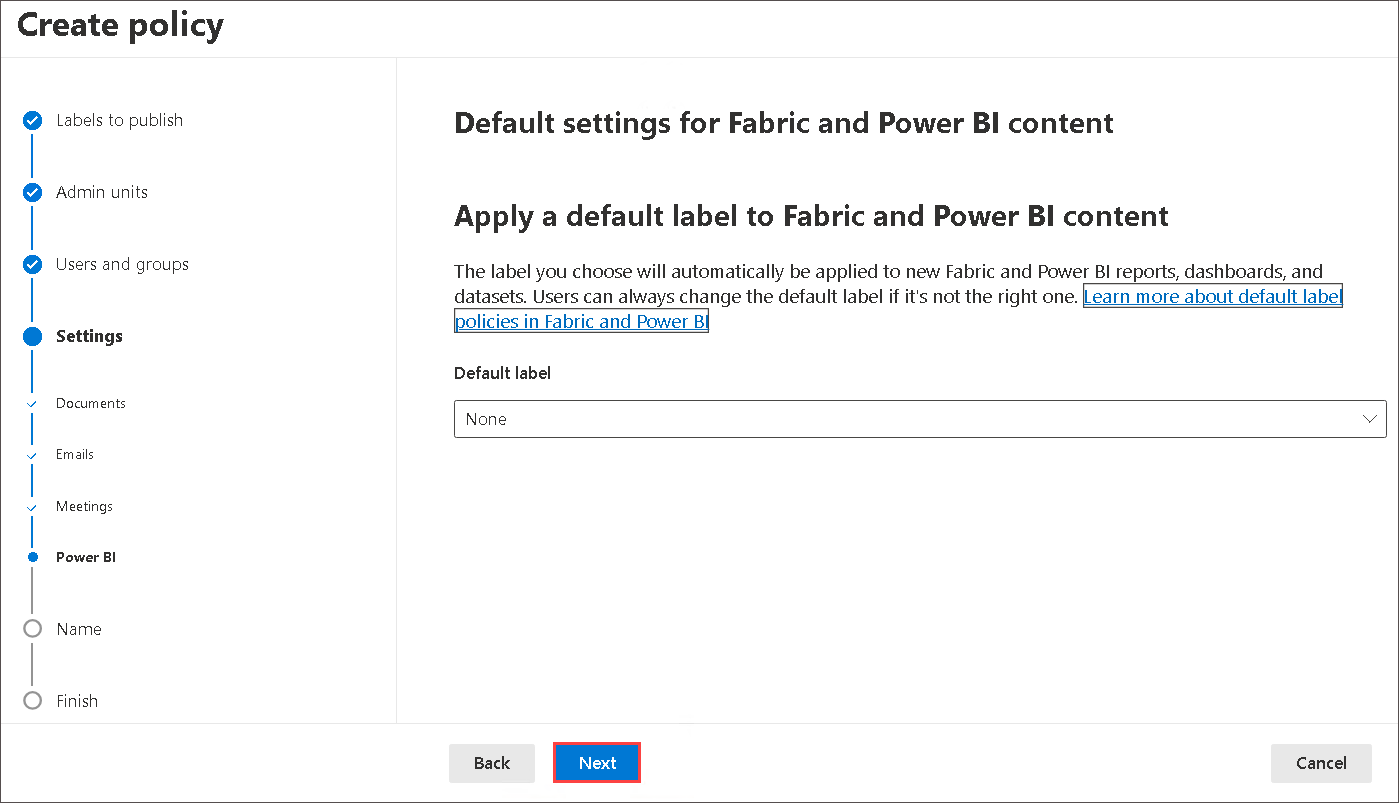 Create policy
Labels to publish
Admin units
Users and groups
Settings
Documents
Emails
Meetings
Power BI
Name
Finish
Default settings for Fabric and Power BI content
Apply a default label to Fabric and Power BI content
The label you choose will automatically be applied to new Fabric and Power BI reports, dashboards, and
datasets. Users can always change the default label if it's not the right one. Learn more about default label
policies in Fabric and Power BI
Default label
None
Back
Next
Cancel